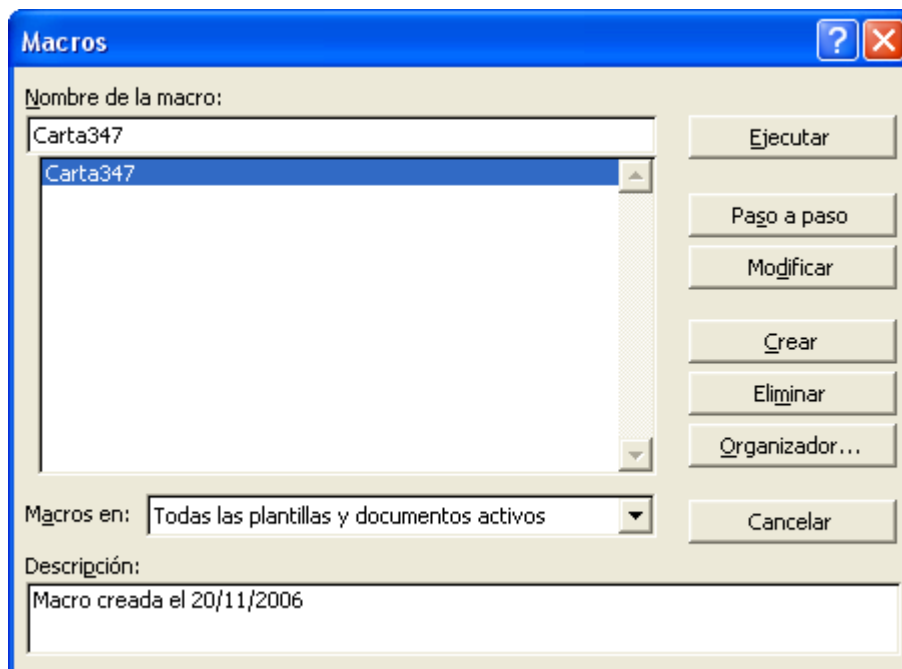 Macros
Nombre de la macro:
Carta347
Ejecutar
Carta347
Paso a paso
Modificar
Crear
Eliminar
Organizador...
Macros en: Todas las plantillas y documentos activos
Cancelar
Descripción:
Macro creada el 20/11/2006